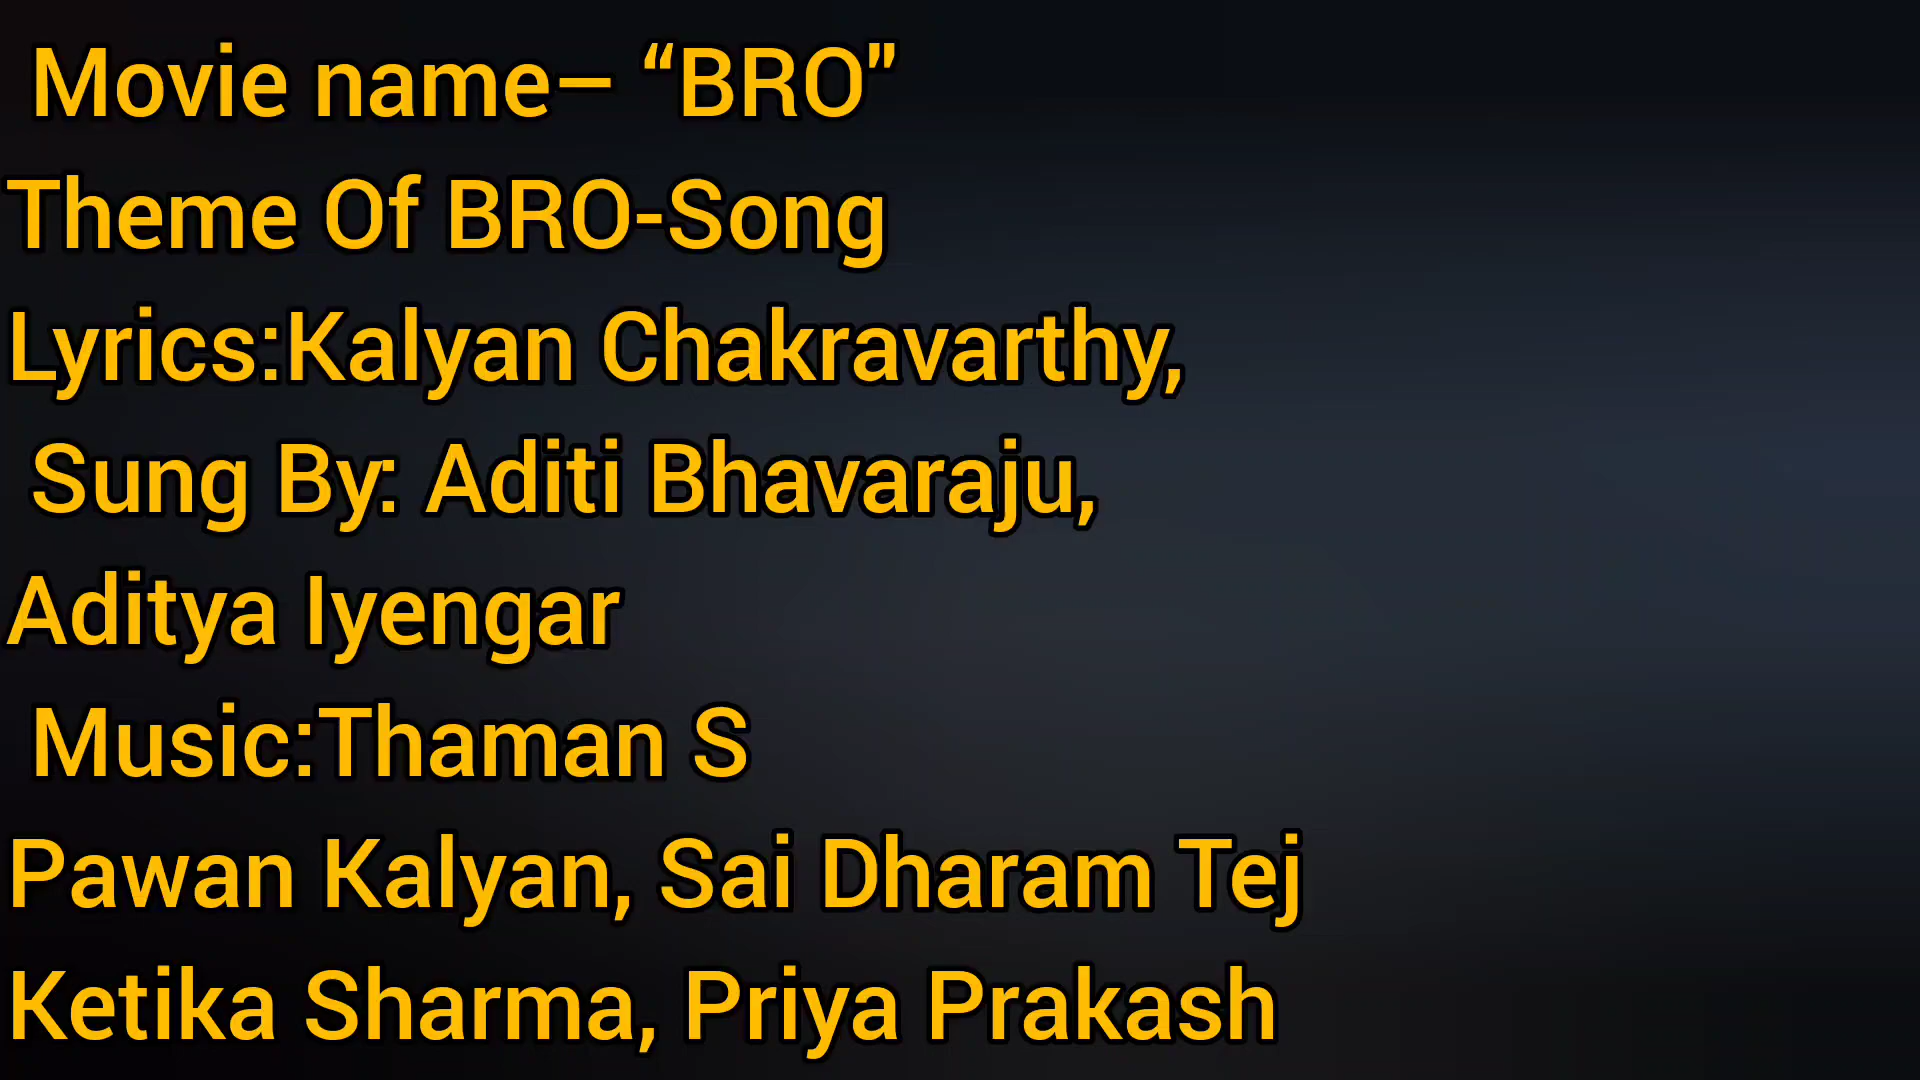 Movie name– “BRO”
Theme Of BRO-Song
Lyrics:Kalyan Chakravarthy,
Sung By: Aditi Bhavaraju,
Aditya Iyengar
Music:Thaman S
Pawan Kalyan, Sai Dharam Tej
Ketika Sharma, Priya Prakash